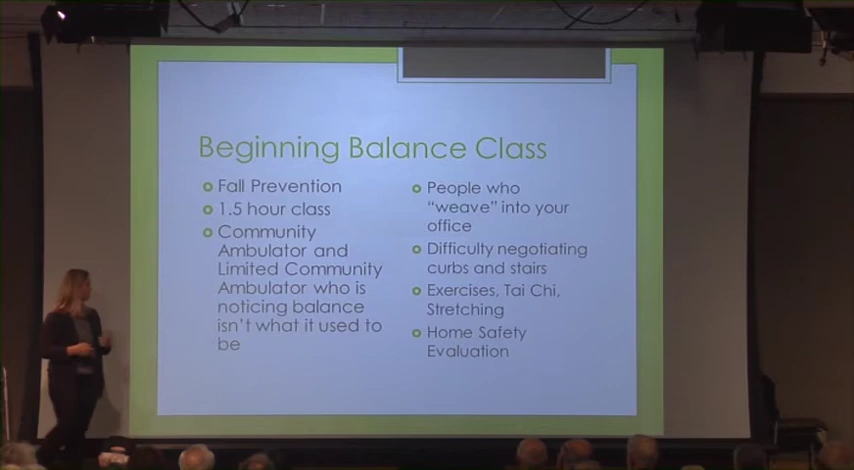 Beginning Balance Class
Fall Prevention
1.5 hour class
Community
Ambulator and
Limited Community
Ambulator who is
noticing balance
isn't what it used to
be
People who
"weave" into your
office
Difficulty negotiating
curbs and stairs
Exercises, Tai Chi,
Stretching
Home Safety
Evaluation